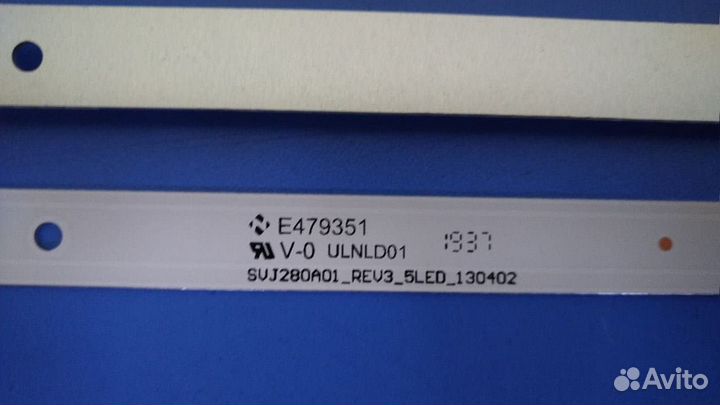 E479351
V-0 ULNLD01 1937
SVJ280A01_REV3_5LED_130402
Avito